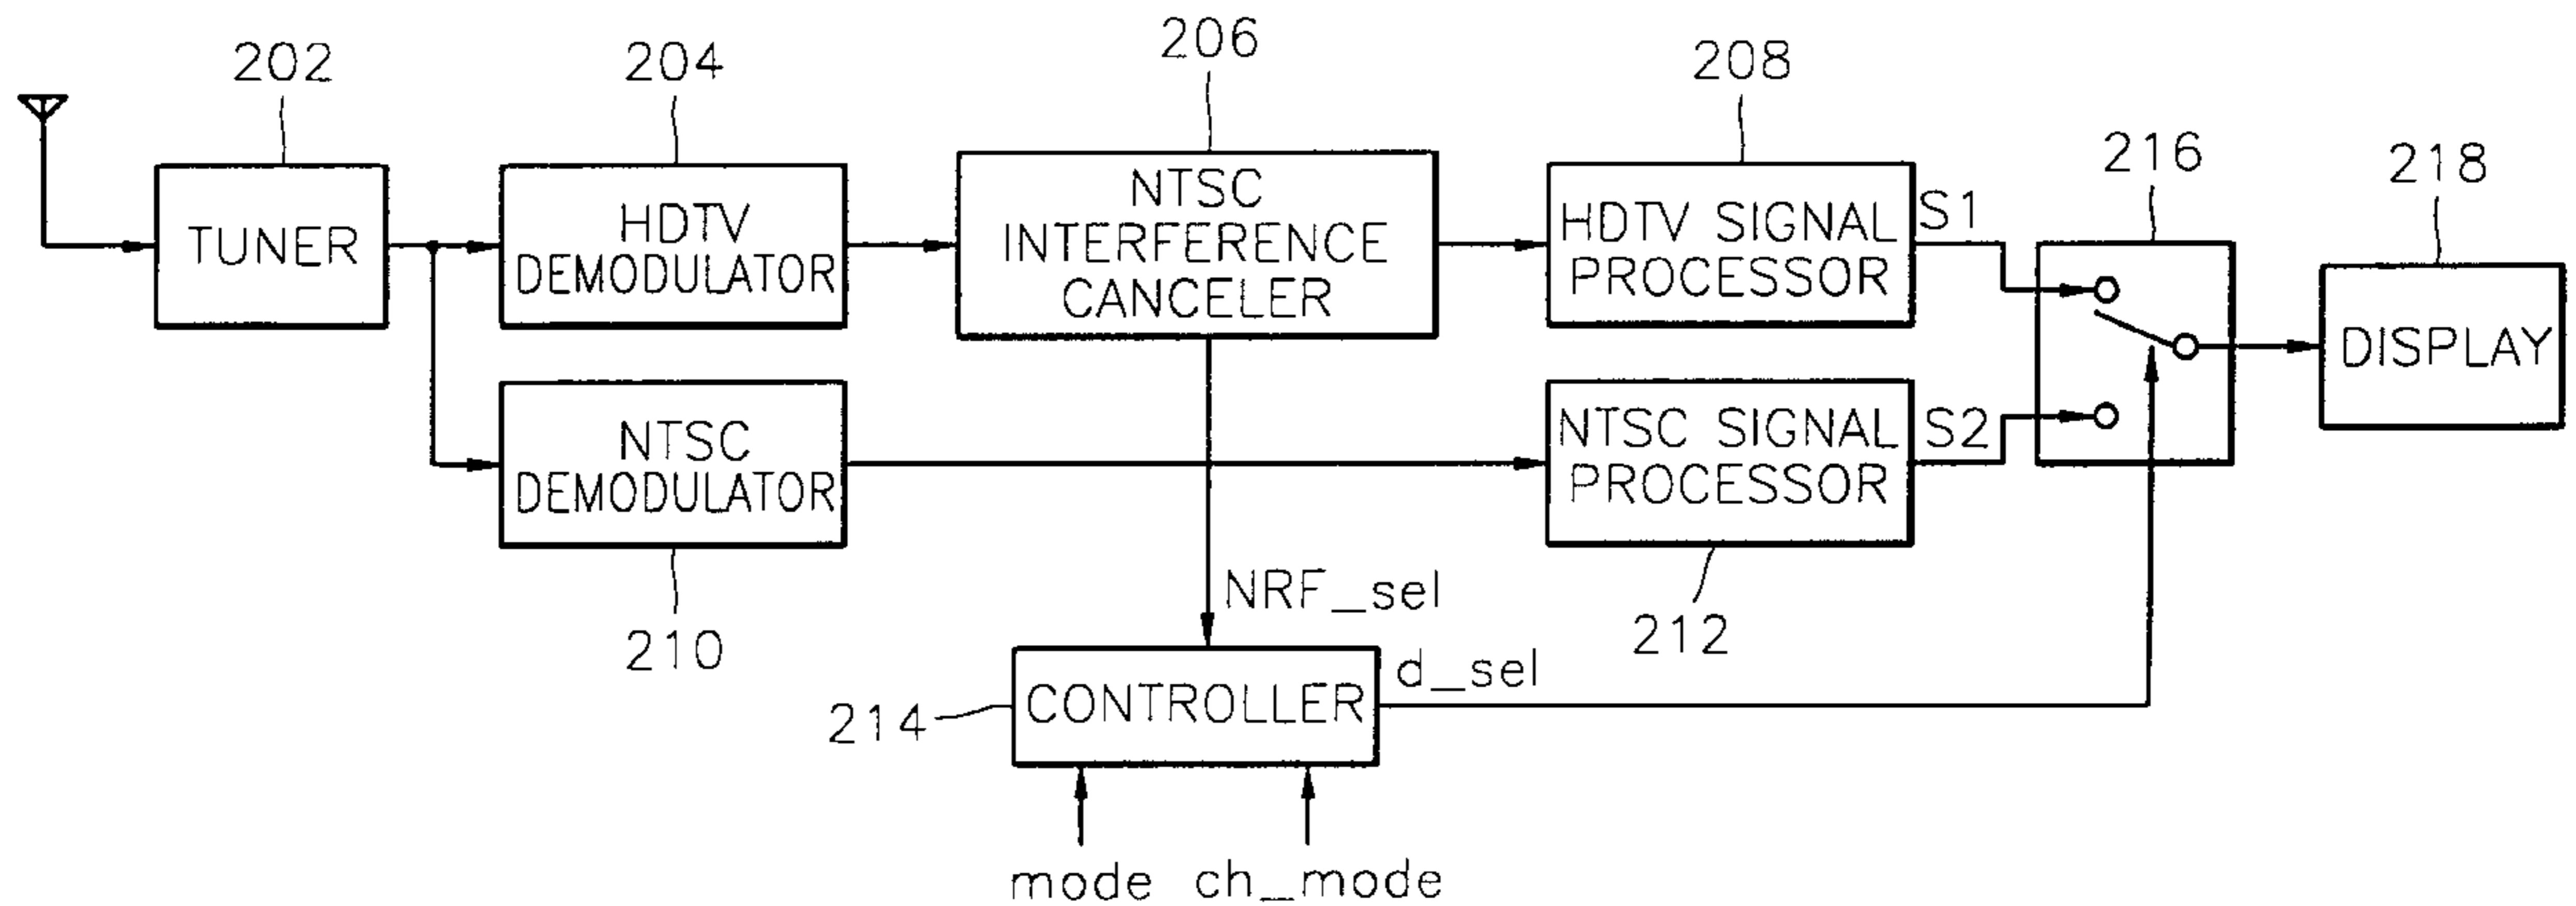 202
204
206
208
216
218
TUNER
HDTV
DEMODULATOR
NTSC
INTERFERENCE
CANCELER
HDTV SIGNAL
PROCESSOR
S1
DISPLAY
NTSC
DEMODULATOR
NTSC SIGNAL
PROCESSOR
S2
210
NRF_sel
212
214
CONTROLLER
d_sel
mode
ch_mode